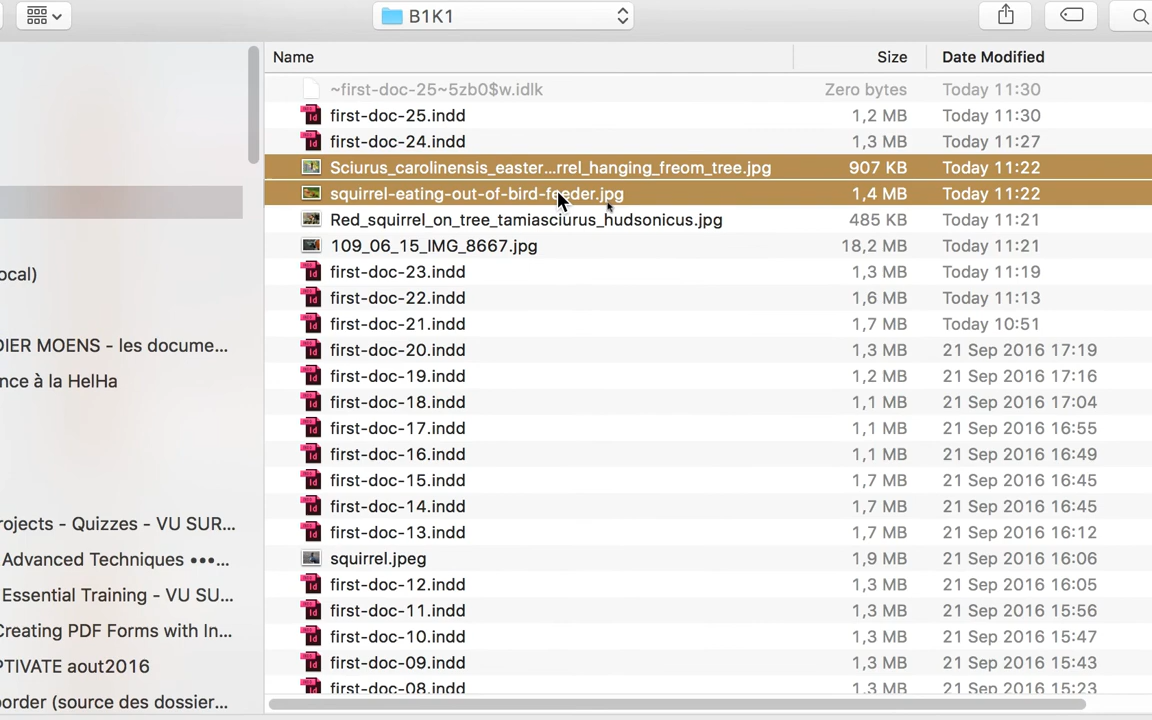 B1K1
Name Size Date Modified
~first-doc-25~5zb0$w.idlk Zero bytes Today 11:30
first-doc-25.indd 1,2 MB Today 11:30
first-doc-24.indd 1,3 MB Today 11:27
Sciurus_carolinensis_easter...rrel_hanging_freom_tree.jpg 907 KB Today 11:22
squirrel-eating-out-of-bird-feeder.jpg 1,4 MB Today 11:22
Red_squirrel_on_tree_tamiasciurus_hudsonicus.jpg 485 KB Today 11:21
109_06_15_IMG_8667.jpg 18,2 MB Today 11:21
first-doc-23.indd 1,3 MB Today 11:19
ocal)
first-doc-22.indd 1,6 MB Today 11:13
first-doc-21.indd 1,7 MB Today 10:51
DIER MOENS - les docume...
first-doc-20.indd 1,3 MB 21 Sep 2016 17:19
nce à la HelHa
first-doc-19.indd 1,2 MB 21 Sep 2016 17:16
first-doc-18.indd 1,1 MB 21 Sep 2016 17:04
first-doc-17.indd 1,1 MB 21 Sep 2016 16:55
first-doc-16.indd 1,1 MB 21 Sep 2016 16:49
first-doc-15.indd 1,7 MB 21 Sep 2016 16:45
first-doc-14.indd 1,7 MB 21 Sep 2016 16:45
rojects - Quizzes - VU SUR...
first-doc-13.indd 1,7 MB 21 Sep 2016 16:12
Advanced Techniques •••...
squirrel.jpeg 1,9 MB 21 Sep 2016 16:06
first-doc-12.indd 1,3 MB 21 Sep 2016 16:05
Essential Training - VU SU...
first-doc-11.indd 1,3 MB 21 Sep 2016 15:56
Creating PDF Forms with In...
first-doc-10.indd 1,3 MB 21 Sep 2016 15:47
PTIVATE aout2016
first-doc-09.indd 1,3 MB 21 Sep 2016 15:43
first-doc-08.indd 1,3 MB 21 Sep 2016 15:23
order (source des dossier...